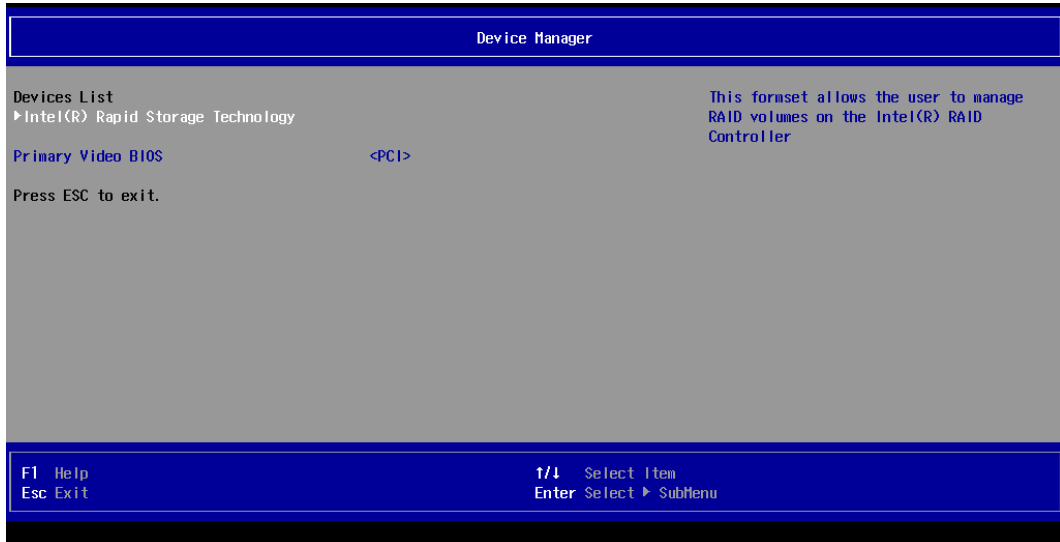 Device Manager
Devices List
▶Intel(R) Rapid Storage Technology
Primary Video BIOS <PCI>
Press ESC to exit.
This formset allows the user to manage
RAID volumes on the Intel(R) RAID
Controller
F1 Help
Esc Exit
↑/↓ Select Item
Enter Select ▶ SubMenu